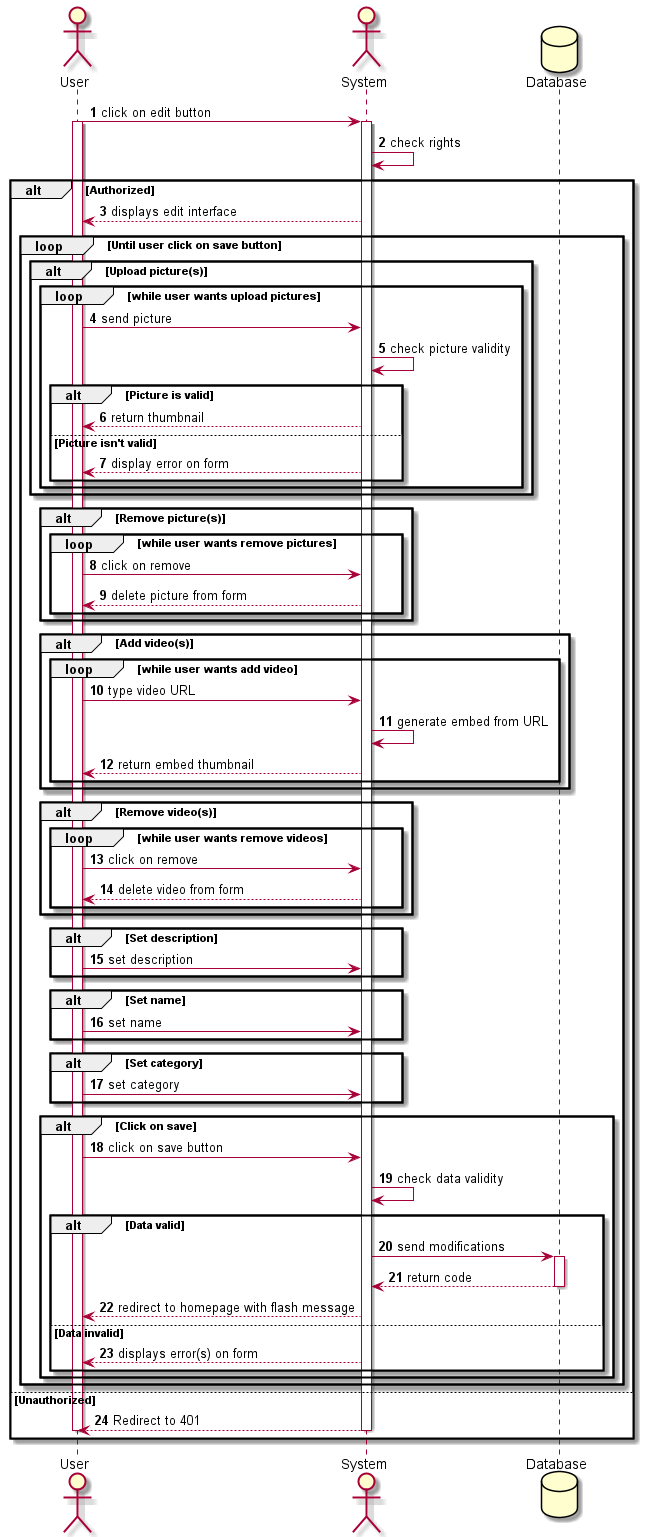 User
System
Database
1 click on edit button
2 check rights
alt [Authorized]
3 displays edit interface
loop [Until user click on save button]
alt [Upload picture(s)]
loop [while user wants upload pictures]
4 send picture
5 check picture validity
alt [Picture is valid]
6 return thumbnail
[Picture isn't valid]
7 display error on form
alt [Remove picture(s)]
loop [while user wants remove pictures]
8 click on remove
9 delete picture from form
alt [Add video(s)]
loop [while user wants add video]
10 type video URL
11 generate embed from URL
12 return embed thumbnail
alt [Remove video(s)]
loop [while user wants remove videos]
13 click on remove
14 delete video from form
alt [Set description]
15 set description
alt [Set name]
16 set name
alt [Set category]
17 set category
alt [Click on save]
18 click on save button
19 check data validity
alt [Data valid]
20 send modifications
21 return code
22 redirect to homepage with flash message
[Data invalid]
23 displays error(s) on form
[Unauthorized]
24 Redirect to 401
User
System
Database